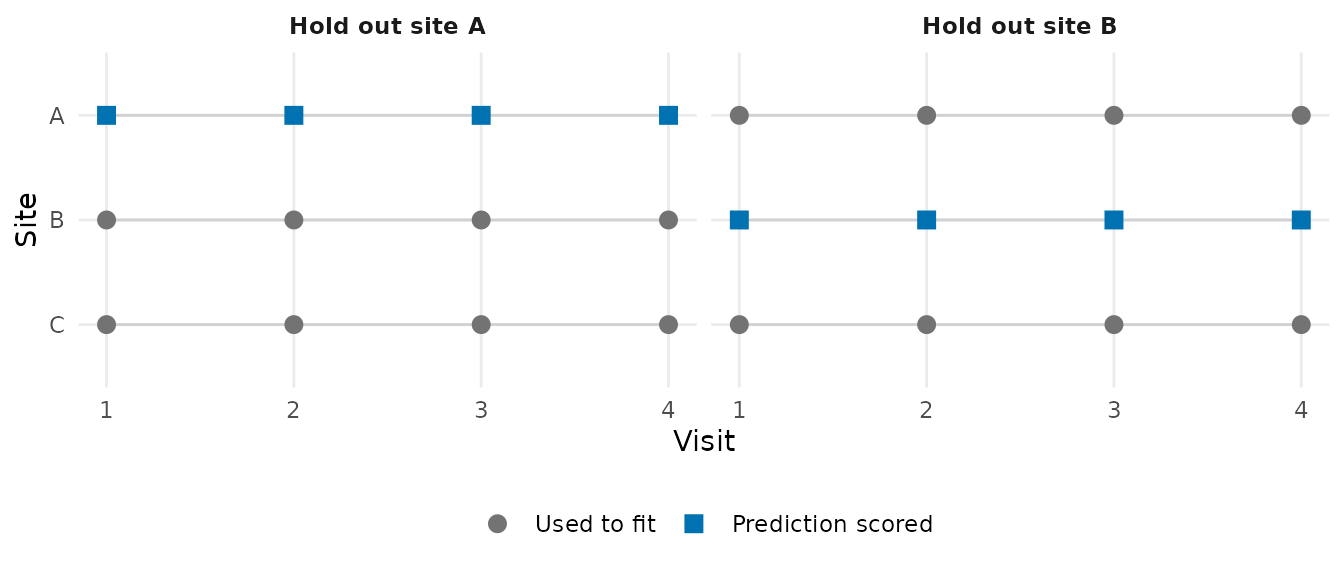 Hold out site A
Hold out site B
Site
A
B
C
1 2 3 4
1 2 3 4
Visit
Used to fit
Prediction scored